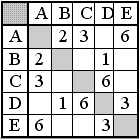 A B C D E
A 2 3 6
B 2 1
C 3 6
D 1 6 3
E 6 3